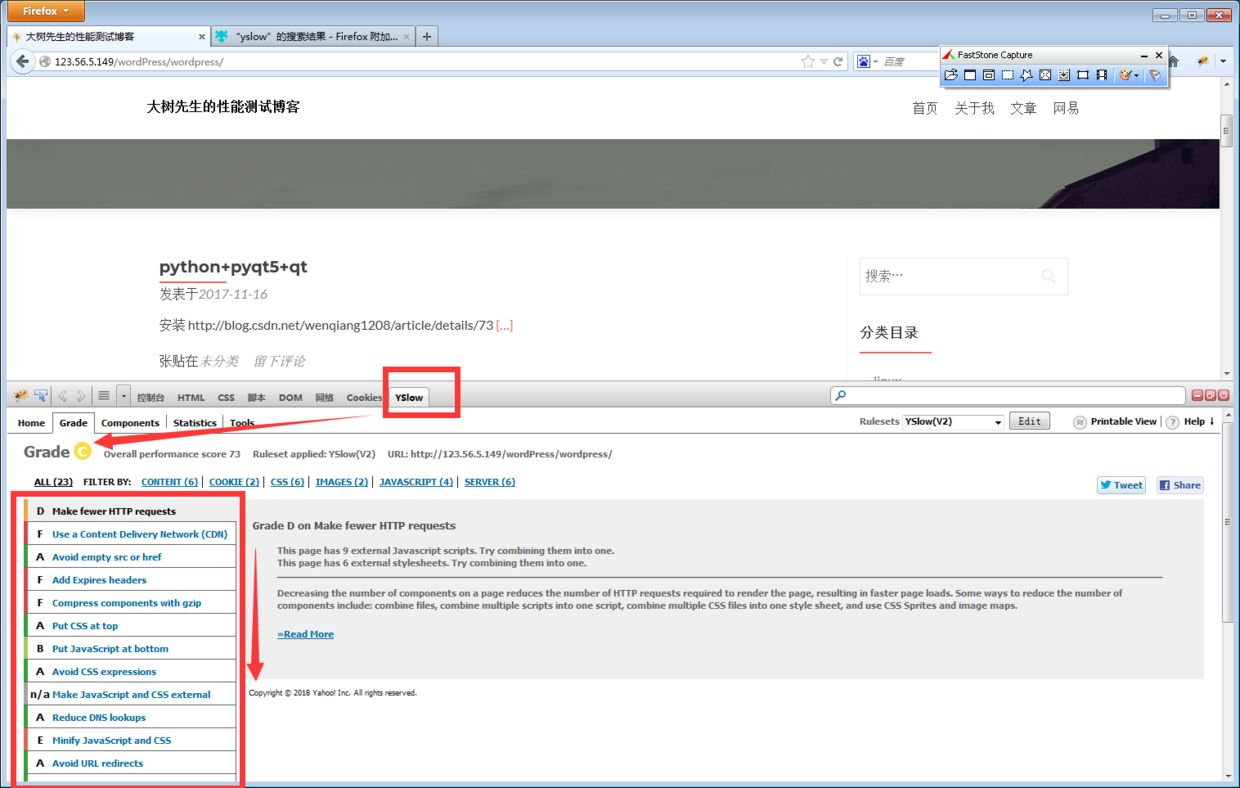 Firefox
大树先生的性能测试博客
"yslow" 的搜索结果 - Firefox 附加...
123.56.5.149/wordPress/wordpress/
百度
FastStone Capture
大树先生的性能测试博客
首页 关于我 文章 网易
python+pyqt5+qt
发表于2017-11-16
安装 http://blog.csdn.net/wenqiang1208/article/details/73 [...]
张贴在未分类 留下评论
搜索…
分类目录
linux
控制台 HTML CSS 脚本 DOM 网络 Cookies YSlow
Home Grade Components Statistics Tools
Rulesets YSlow(V2) Edit Printable View ? Help ↓
Grade C Overall performance score 73 Ruleset applied: YSlow(V2) URL: http://123.56.5.149/wordPress/wordpress/
ALL (23) FILTER BY: CONTENT (6) | COOKIE (2) | CSS (6) | IMAGES (2) | JAVASCRIPT (4) | SERVER (6)
Tweet Share
D Make fewer HTTP requests
F Use a Content Delivery Network (CDN)
A Avoid empty src or href
F Add Expires headers
F Compress components with gzip
A Put CSS at top
B Put JavaScript at bottom
A Avoid CSS expressions
n/a Make JavaScript and CSS external
A Reduce DNS lookups
E Minify JavaScript and CSS
A Avoid URL redirects
Grade D on Make fewer HTTP requests
This page has 9 external Javascript scripts. Try combining them into one.
This page has 6 external stylesheets. Try combining them into one.
Decreasing the number of components on a page reduces the number of HTTP requests required to render the page, resulting in faster page loads. Some ways to reduce the number of
components include: combine files, combine multiple scripts into one script, combine multiple CSS files into one style sheet, and use CSS Sprites and image maps.
»Read More
Copyright © 2018 Yahoo! Inc. All rights reserved.